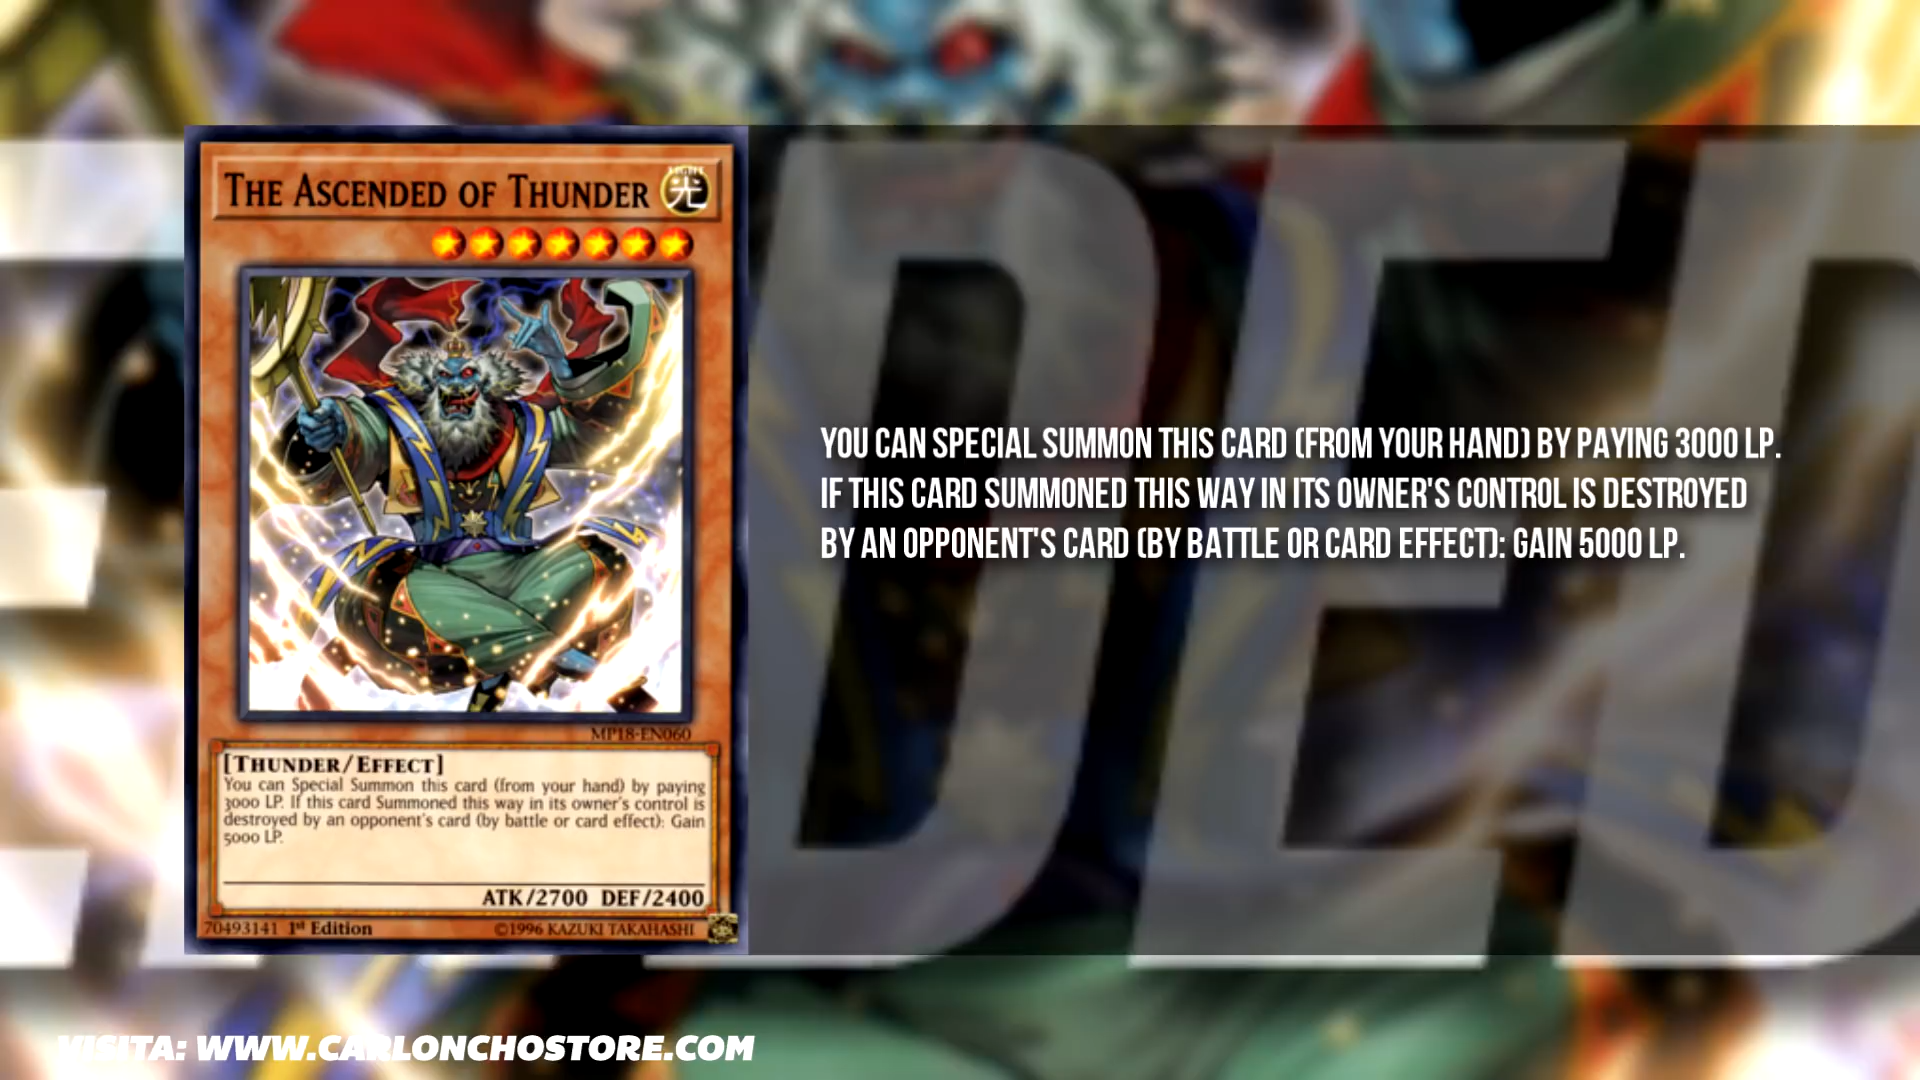 THE ASCENDED OF THUNDER
LIGHT
光
MP18-EN060
[THUNDER/EFFECT]
You can Special Summon this card (from your hand) by paying
3000 LP. If this card Summoned this way in its owner's control is
destroyed by an opponent's card (by battle or card effect): Gain
5000 LP.
ATK/2700 DEF/2400
70493141 1st Edition ©1996 KAZUKI TAKAHASHI
YOU CAN SPECIAL SUMMON THIS CARD (FROM YOUR HAND) BY PAYING 3000 LP.
IF THIS CARD SUMMONED THIS WAY IN ITS OWNER'S CONTROL IS DESTROYED
BY AN OPPONENT'S CARD (BY BATTLE OR CARD EFFECT): GAIN 5000 LP.
DED
VISITA: WWW.CARLONCHOSTORE.COM